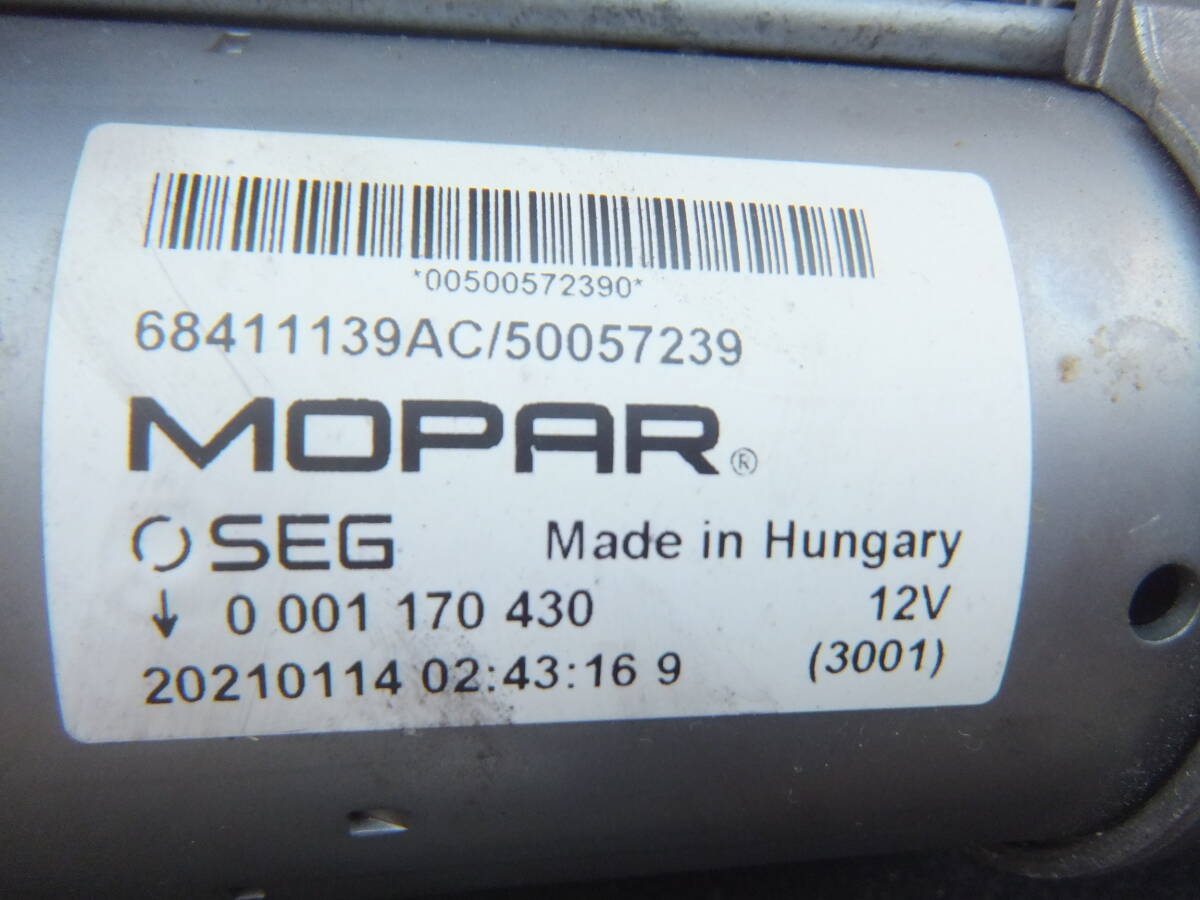 *00500572390*
68411139AC/50057239
MOPAR®
SEG Made in Hungary
↓ 0 001 170 430 12V
20210114 02:43:16 9 (3001)